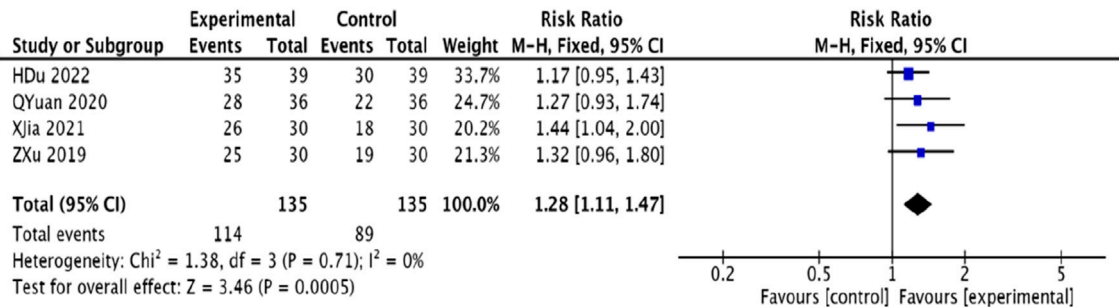 Experimental Control Risk Ratio Risk Ratio
Study or Subgroup Events Total Events Total Weight M-H, Fixed, 95% CI M-H, Fixed, 95% CI
HDu 2022 35 39 30 39 33.7% 1.17 [0.95, 1.43]
QYuan 2020 28 36 22 36 24.7% 1.27 [0.93, 1.74]
XJia 2021 26 30 18 30 20.2% 1.44 [1.04, 2.00]
ZXu 2019 25 30 19 30 21.3% 1.32 [0.96, 1.80]
Total (95% CI) 135 135 100.0% 1.28 [1.11, 1.47]
Total events 114 89
Heterogeneity: Chi² = 1.38, df = 3 (P = 0.71); I² = 0%
Test for overall effect: Z = 3.46 (P = 0.0005)
0.2 0.5 1 2 5
Favours [control] Favours [experimental]